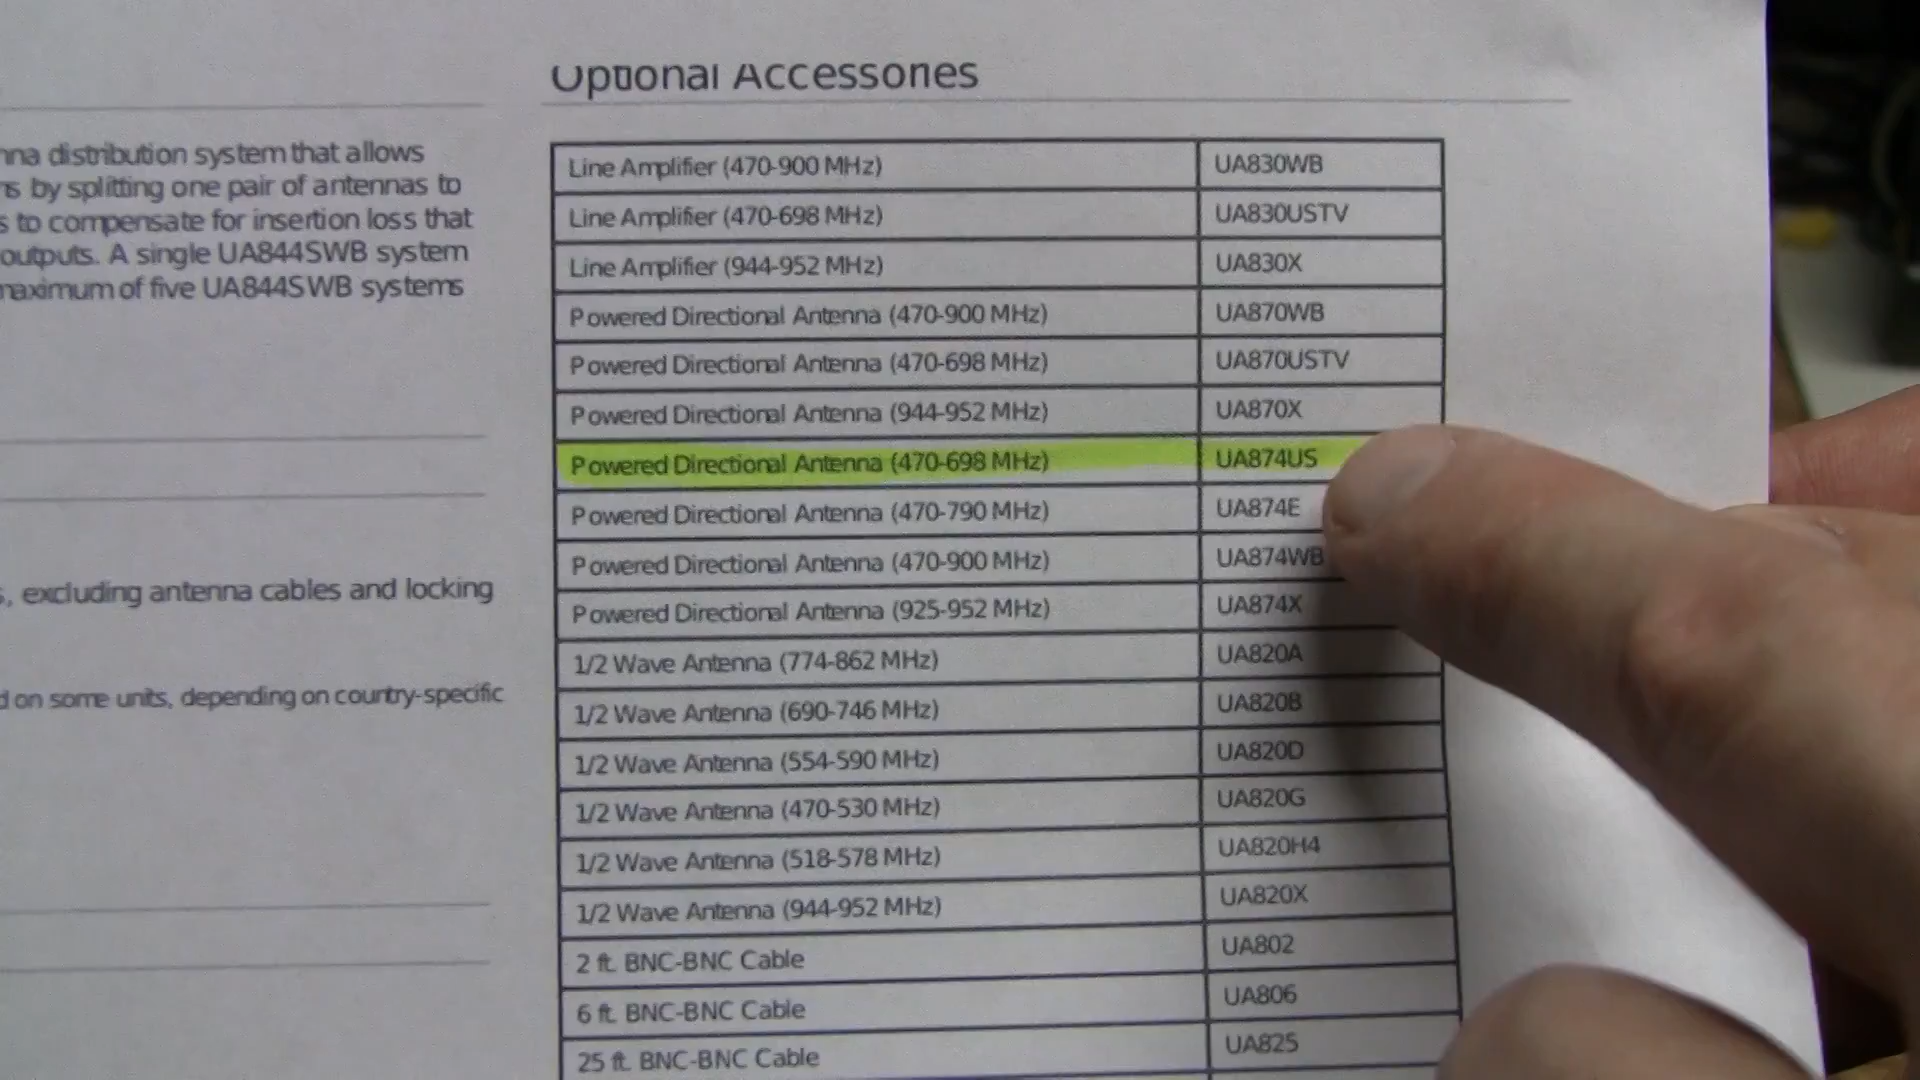 nna distribution system that allows
rs by splitting one pair of antennas to
s to compensate for insertion loss that
outputs. A single UA844SWB system
maximum of five UA844SWB systems
s, excluding antenna cables and locking
d on some units, depending on country-specific
Optional Accessories
Line Amplifier (470-900 MHz) UA830WB
Line Amplifier (470-698 MHz) UA830USTV
Line Amplifier (944-952 MHz) UA830X
Powered Directional Antenna (470-900 MHz) UA870WB
Powered Directional Antenna (470-698 MHz) UA870USTV
Powered Directional Antenna (944-952 MHz) UA870X
Powered Directional Antenna (470-698 MHz) UA874US
Powered Directional Antenna (470-790 MHz) UA874E
Powered Directional Antenna (470-900 MHz) UA874WB
Powered Directional Antenna (925-952 MHz) UA874X
1/2 Wave Antenna (774-862 MHz) UA820A
1/2 Wave Antenna (690-746 MHz) UA820B
1/2 Wave Antenna (554-590 MHz) UA820D
1/2 Wave Antenna (470-530 MHz) UA820G
1/2 Wave Antenna (518-578 MHz) UA820H4
1/2 Wave Antenna (944-952 MHz) UA820X
2 ft. BNC-BNC Cable UA802
6 ft. BNC-BNC Cable UA806
25 ft. BNC-BNC Cable UA825